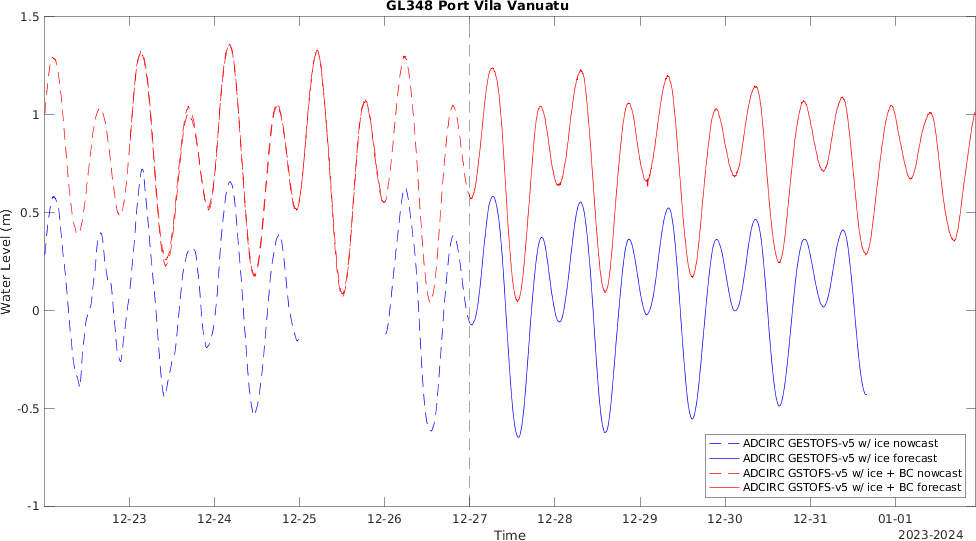 GL348 Port Vila Vanuatu
1.5
1
0.5
0
-0.5
-1
Water Level (m)
12-23
12-24
12-25
12-26
12-27
12-28
12-29
12-30
12-31
01-01
Time
2023-2024
ADCIRC GESTOFS-v5 w/ ice nowcast
ADCIRC GESTOFS-v5 w/ ice forecast
ADCIRC GSTOFS-v5 w/ ice + BC nowcast
ADCIRC GSTOFS-v5 w/ ice + BC forecast